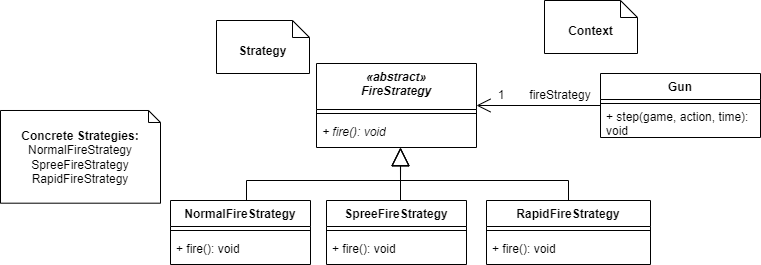 Strategy
Context
«abstract»
FireStrategy
+ fire(): void
1
fireStrategy
Gun
+ step(game, action, time):
void
Concrete Strategies:
NormalFireStrategy
SpreeFireStrategy
RapidFireStrategy
NormalFireStrategy
+ fire(): void
SpreeFireStrategy
+ fire(): void
RapidFireStrategy
+ fire(): void